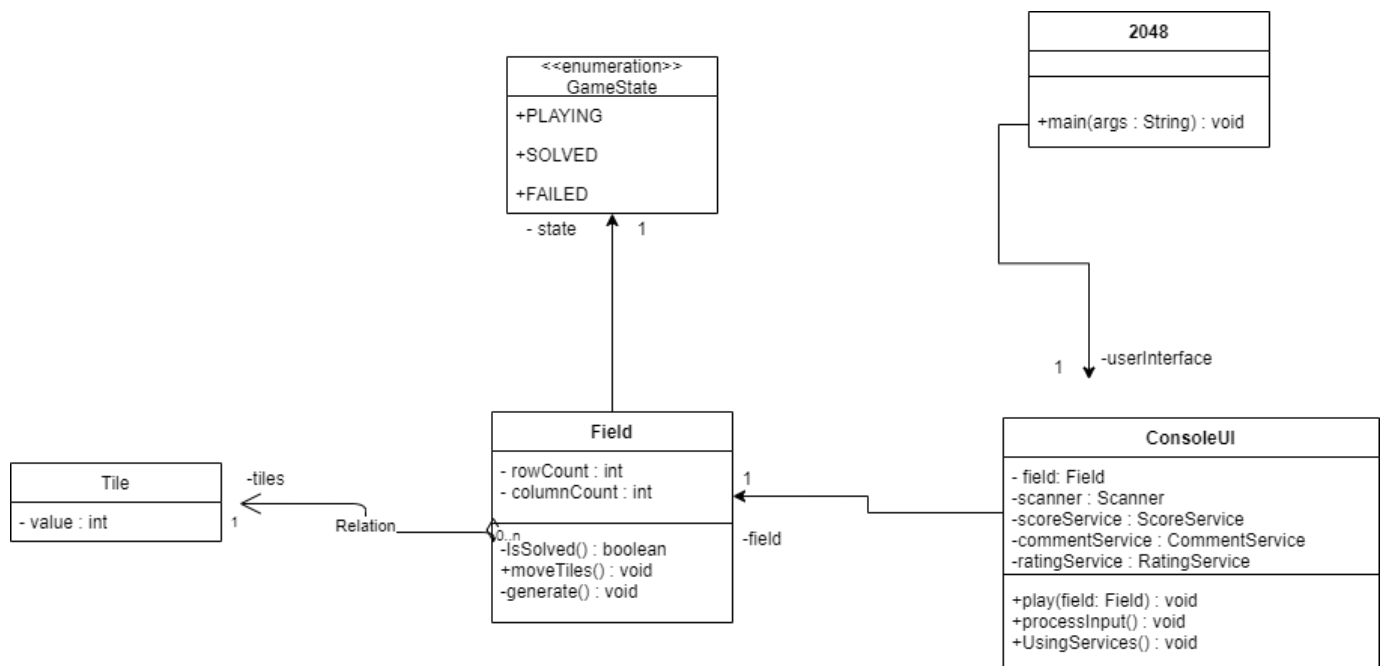 2048
+main(args : String) : void
<<enumeration>>
GameState
+PLAYING
+SOLVED
+FAILED
- state
1
1
-userInterface
Tile
- value : int
-tiles
1
Relation
0..n
Field
- rowCount : int
- columnCount : int
-IsSolved() : boolean
+moveTiles() : void
-generate() : void
1
-field
ConsoleUI
- field: Field
-scanner : Scanner
-scoreService : ScoreService
-commentService : CommentService
-ratingService : RatingService
+play(field: Field) : void
+processInput() : void
+UsingServices() : void